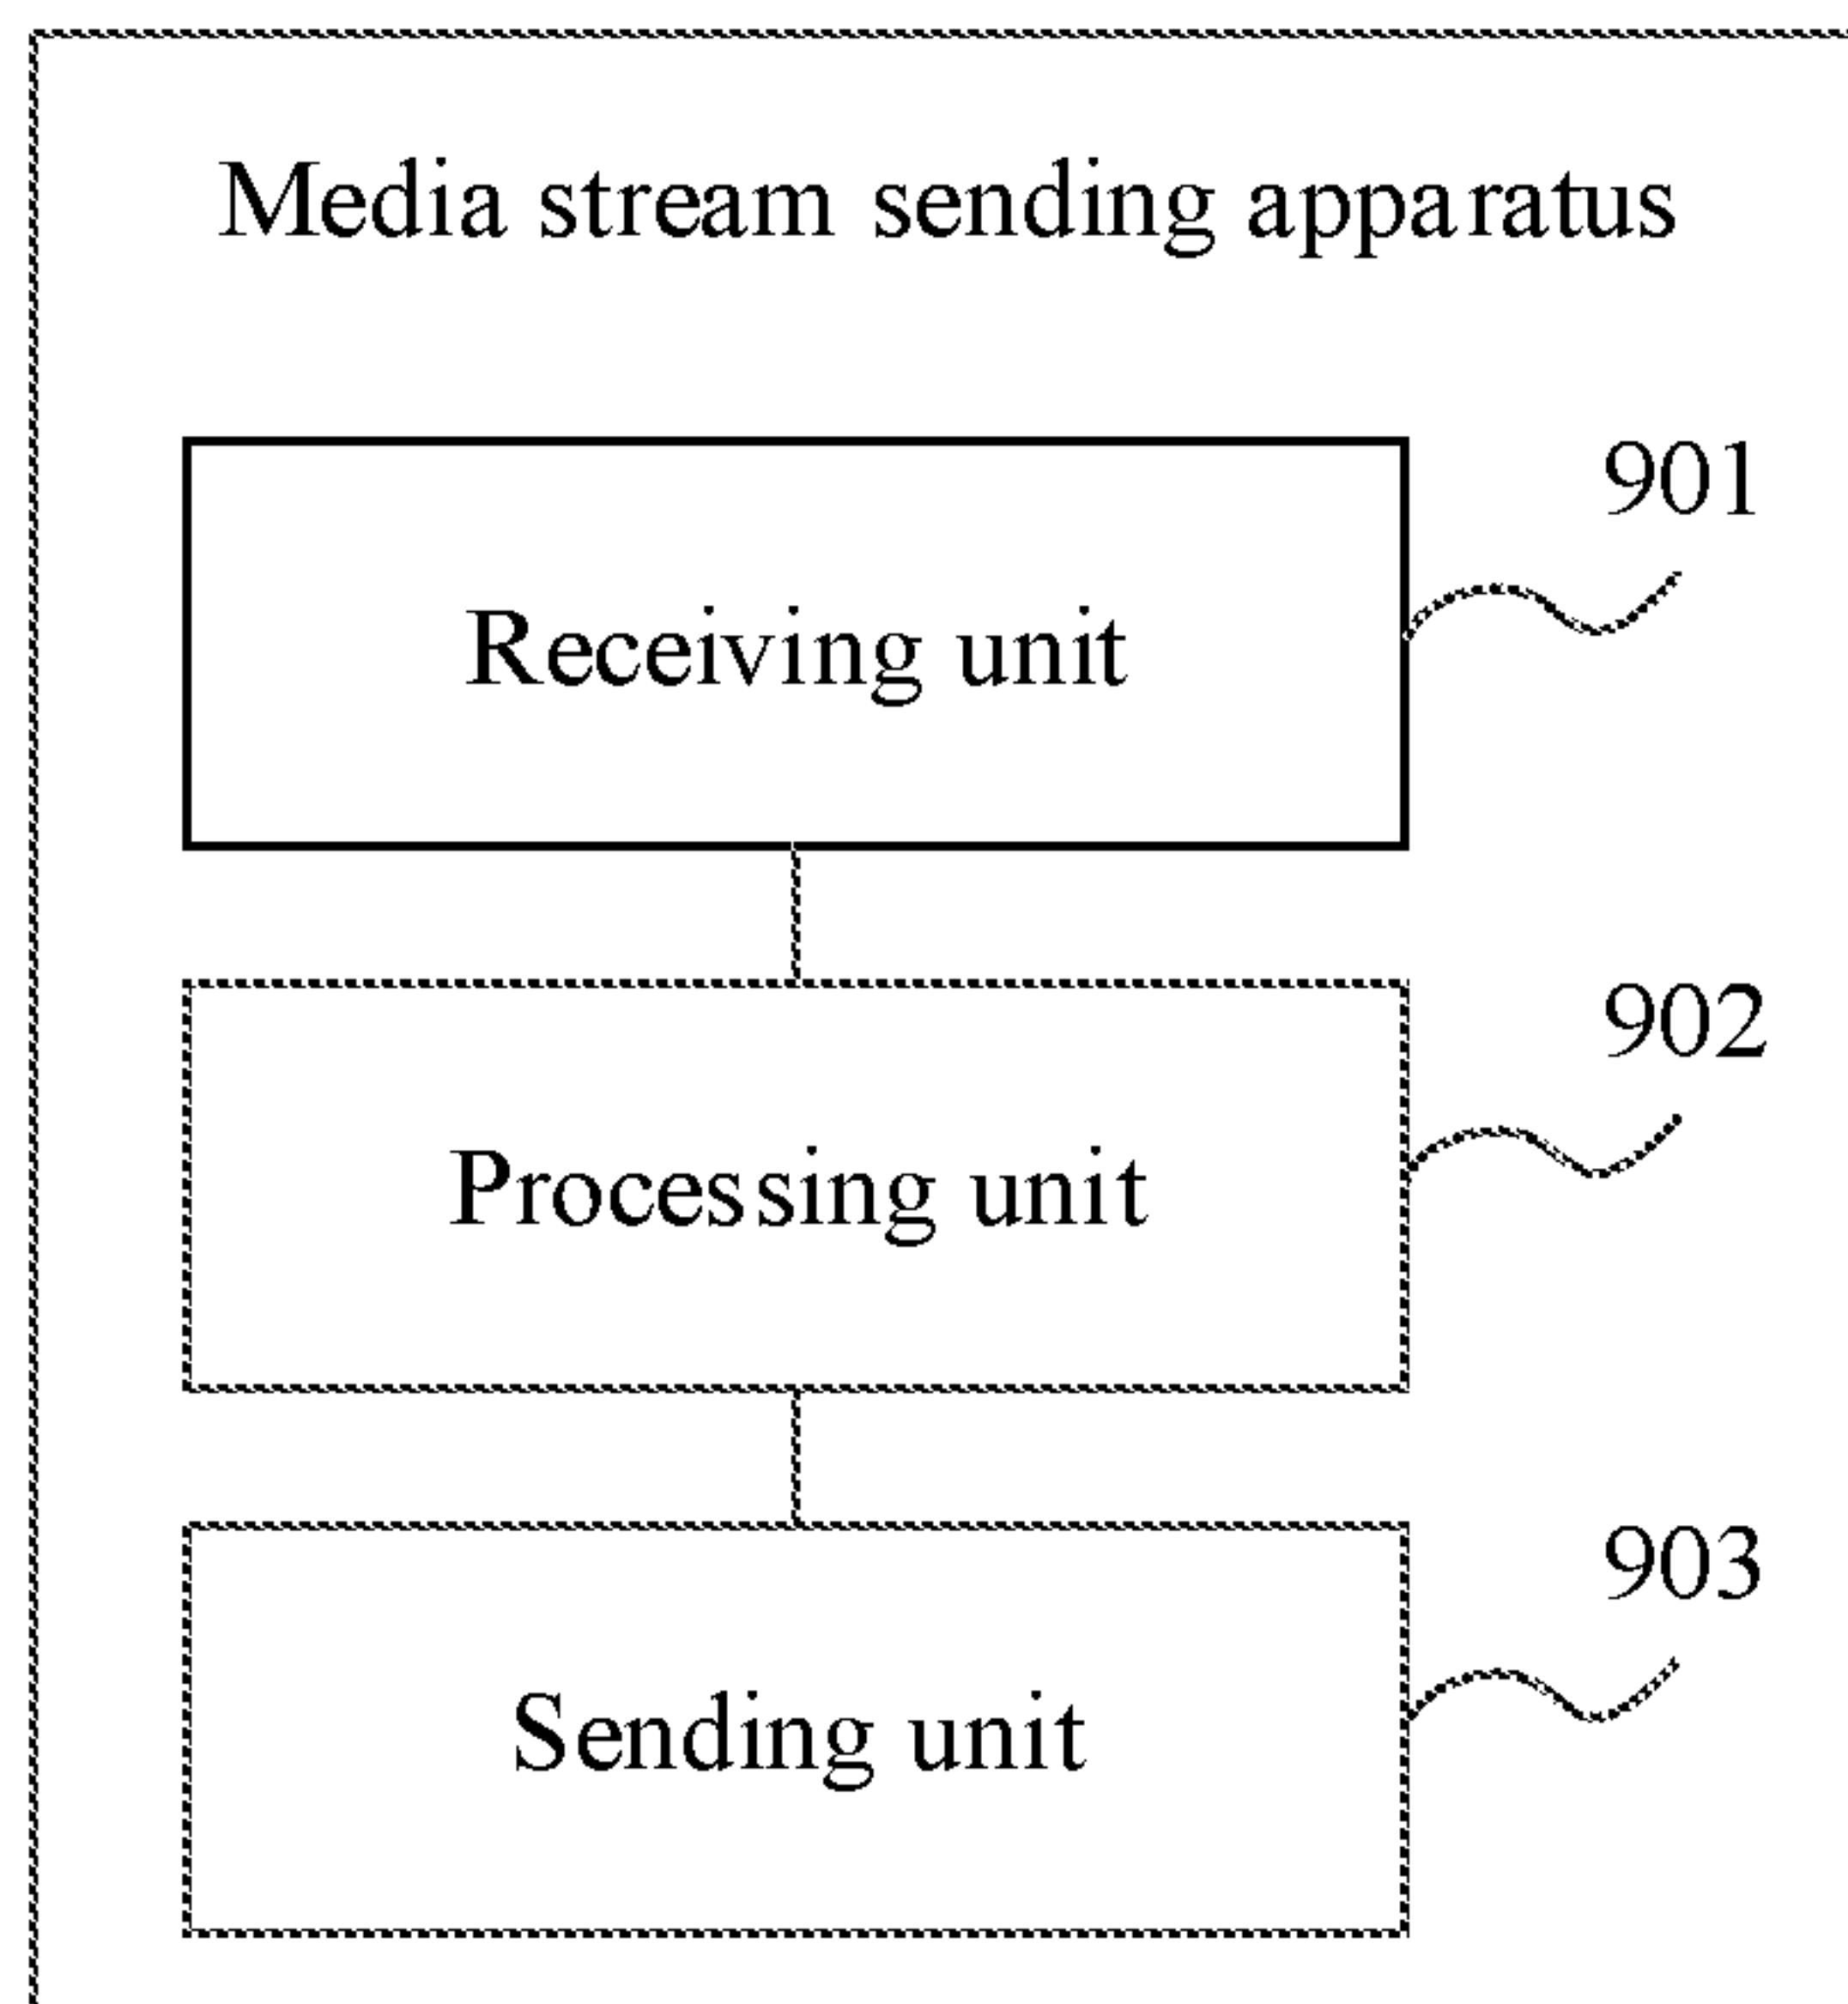 Media stream sending apparatus
901
Receiving unit
902
Processing unit
903
Sending unit